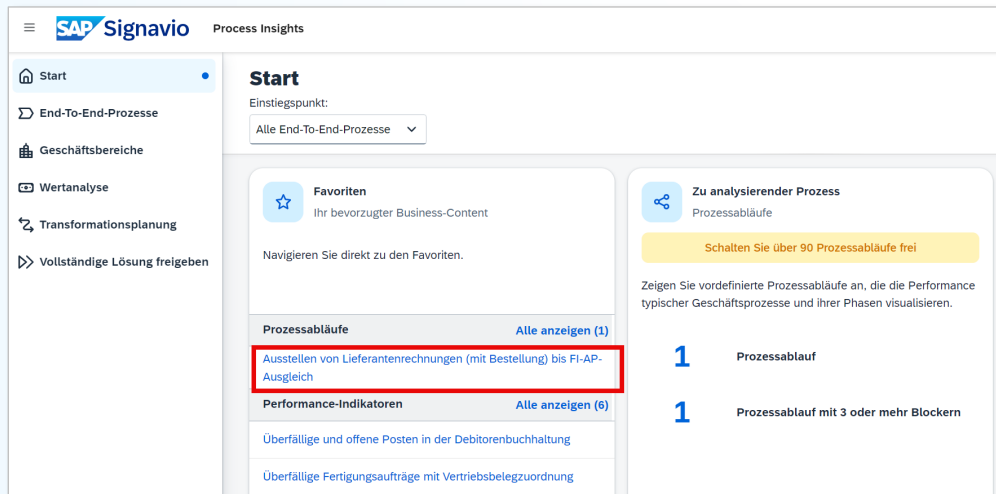 SAP Signavio Process Insights
Start
End-To-End-Prozesse
Geschäftsbereiche
Wertanalyse
Transformationsplanung
Vollständige Lösung freigeben
Start
Einstiegspunkt:
Alle End-To-End-Prozesse
Favoriten
Ihr bevorzugter Business-Content
Navigieren Sie direkt zu den Favoriten.
Prozessabläufe Alle anzeigen (1)
Ausstellen von Lieferantenrechnungen (mit Bestellung) bis FI-AP-
Ausgleich
Performance-Indikatoren Alle anzeigen (6)
Überfällige und offene Posten in der Debitorenbuchhaltung
Überfällige Fertigungsaufträge mit Vertriebsbelegzuordnung
Zu analysierender Prozess
Prozessabläufe
Schalten Sie über 90 Prozessabläufe frei
Zeigen Sie vordefinierte Prozessabläufe an, die die Performance
typischer Geschäftsprozesse und ihrer Phasen visualisieren.
1 Prozessablauf
1 Prozessablauf mit 3 oder mehr Blockern